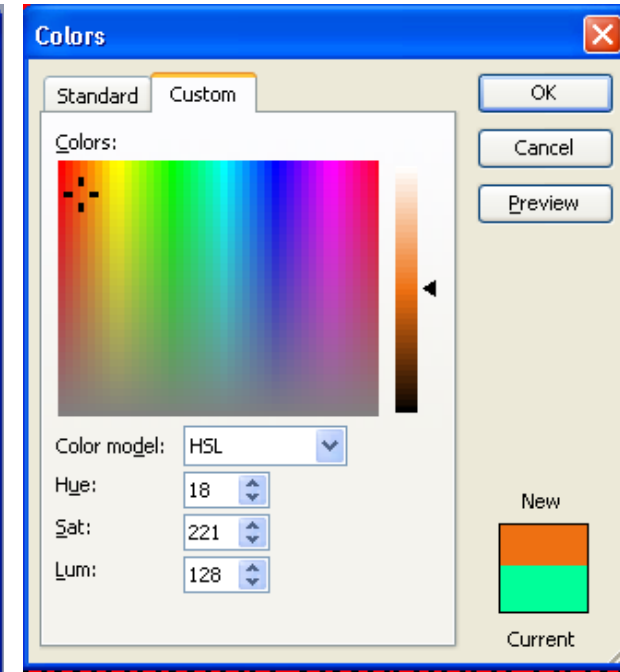 Colors
Standard Custom
OK
Colors:
Cancel
Preview
Color model: HSL
Hue: 18
Sat: 221
Lum: 128
New
Current